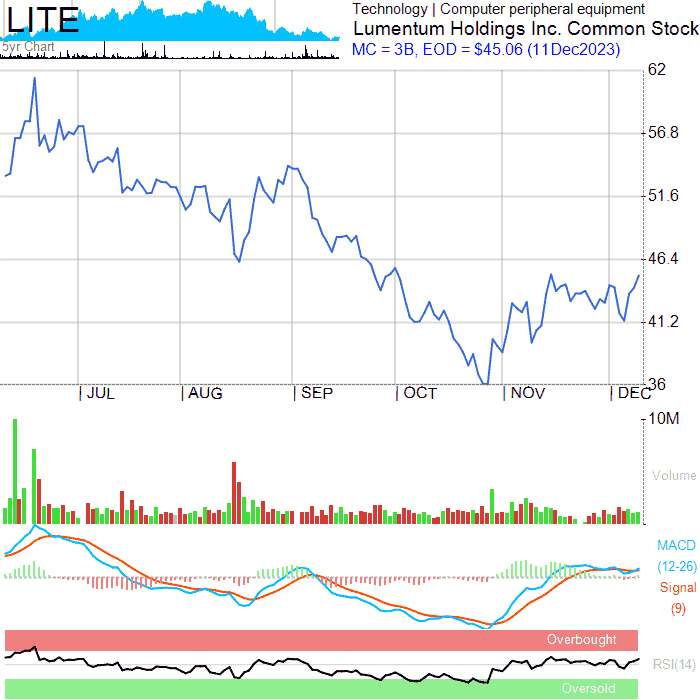 LITE
5yr Chart
Technology | Computer peripheral equipment
Lumentum Holdings Inc. Common Stock
MC = 3B, EOD = $45.06 (11Dec2023)
62
56.8
51.6
46.4
41.2
36
JUL AUG SEP OCT NOV DEC
10M
Volume
MACD
(12-26)
Signal
(9)
Overbought
RSI(14)
Oversold